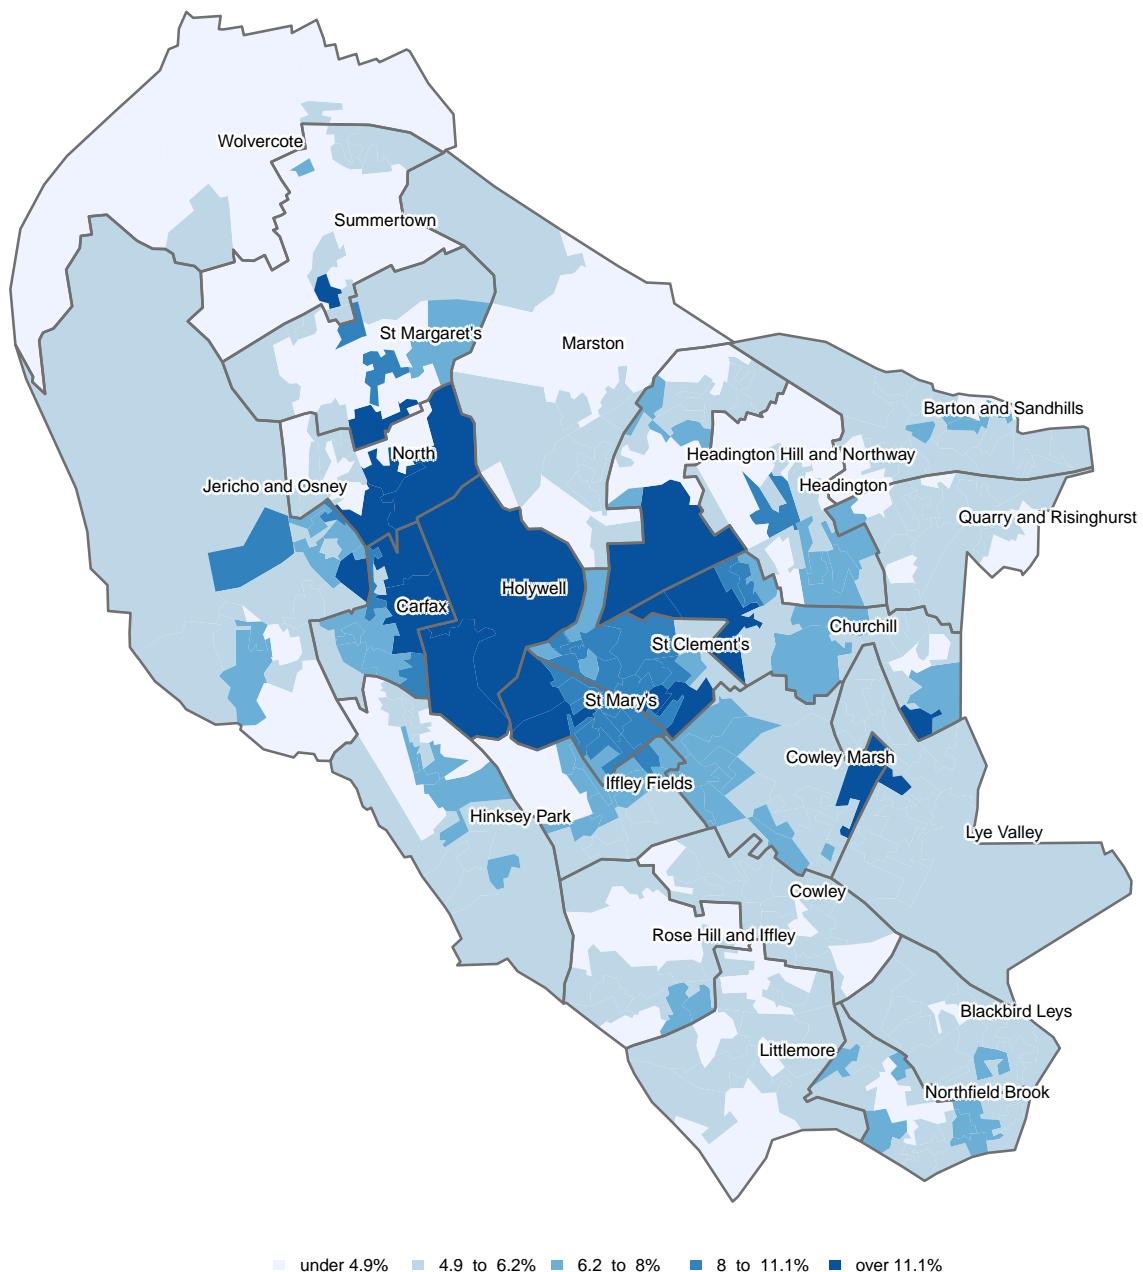 Wolvercote
Summertown
St Margaret's
Marston
Barton and Sandhills
North
Headington Hill and Northway
Jericho and Osney
Headington
Quarry and Risinghurst
Holywell
Carfax
Churchill
St Clement's
St Mary's
Cowley Marsh
Iffley Fields
Hinksey Park
Lye Valley
Cowley
Rose Hill and Iffley
Blackbird Leys
Littlemore
Northfield Brook
under 4.9% 4.9 to 6.2% 6.2 to 8% 8 to 11.1% over 11.1%